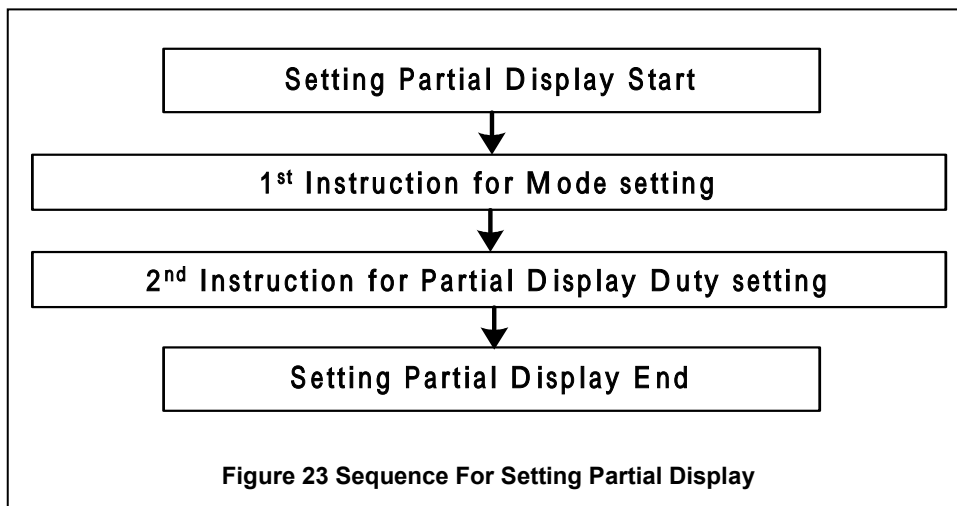 Setting Partial Display Start
1st Instruction for Mode setting
2nd Instruction for Partial Display Duty setting
Setting Partial Display End
Figure 23 Sequence For Setting Partial Display